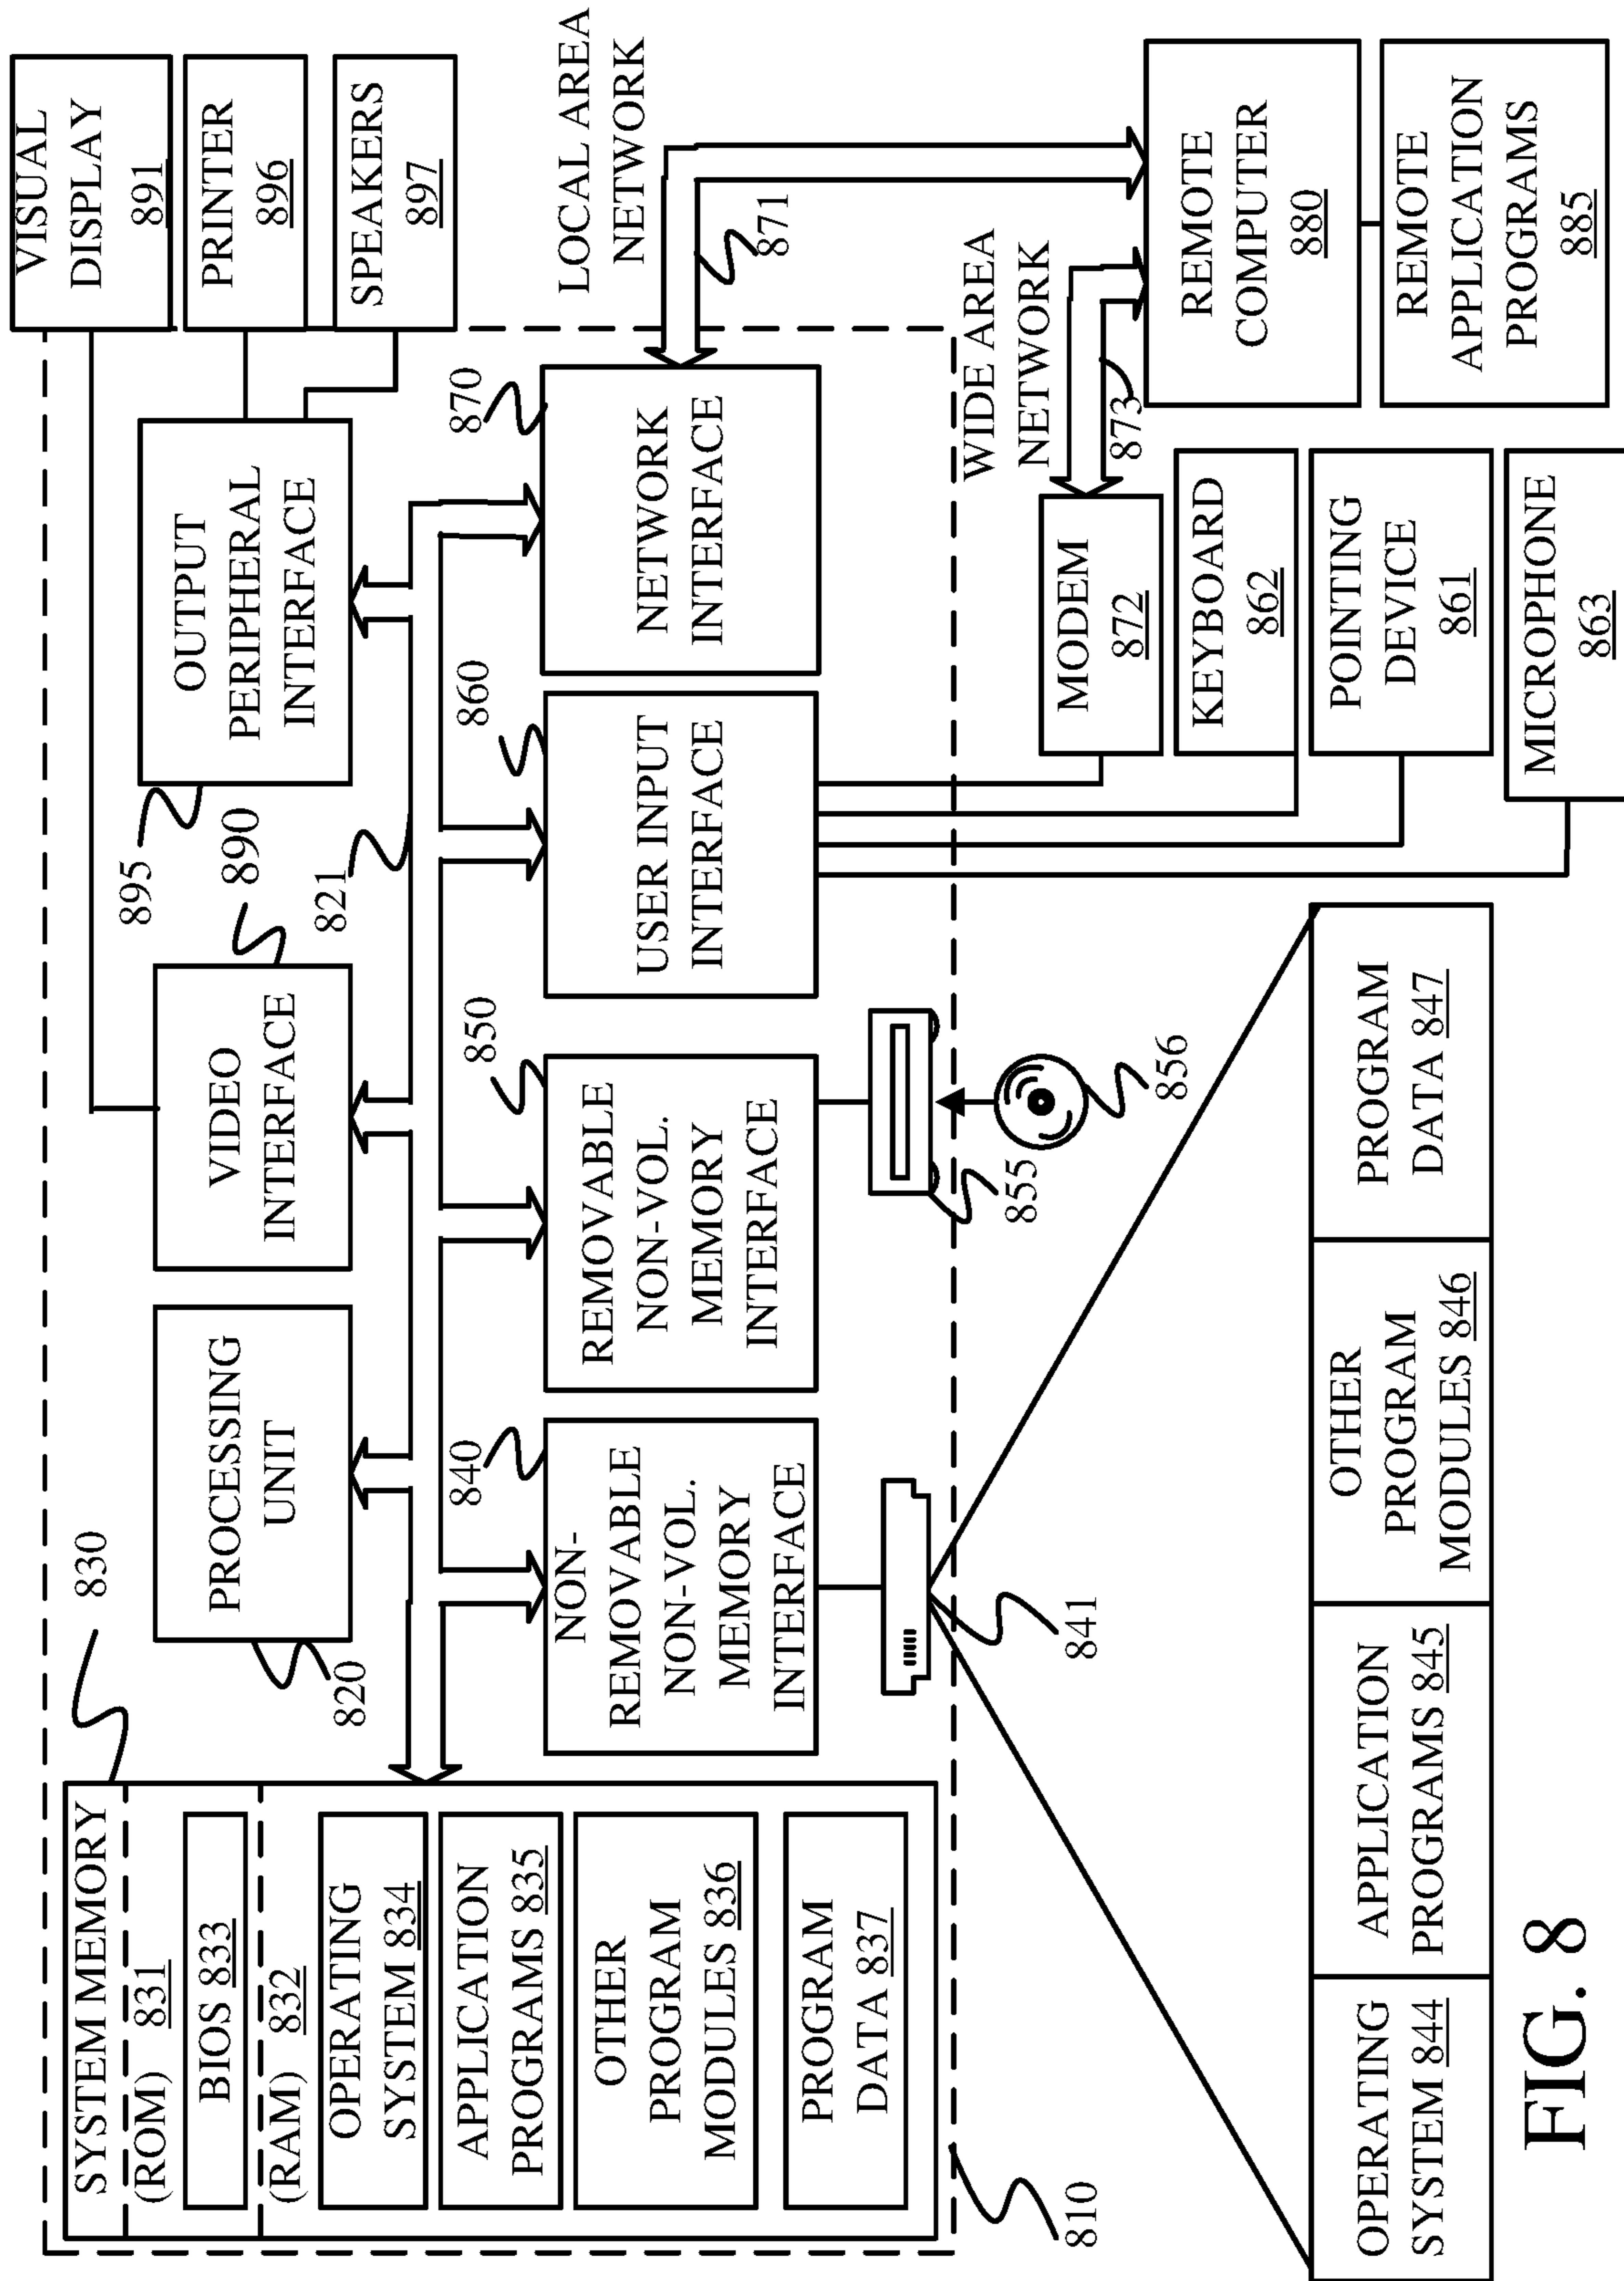 SYSTEM MEMORY
(ROM) 831
BIOS 833
(RAM) 832
OPERATING
SYSTEM 834
APPLICATION
PROGRAMS 835
OTHER
PROGRAM
MODULES 836
PROGRAM
DATA 837
810
830
PROCESSING
UNIT
820
VIDEO
INTERFACE
890
821
OUTPUT
PERIPHERAL
INTERFACE
895
VISUAL
DISPLAY
891
PRINTER
896
SPEAKERS
897
NON-
REMOVABLE
NON-VOL.
MEMORY
INTERFACE
840
REMOVABLE
NON-VOL.
MEMORY
INTERFACE
850
USER INPUT
INTERFACE
860
NETWORK
INTERFACE
870
LOCAL AREA
NETWORK
871
841
855
856
WIDE AREA
NETWORK
873
MODEM
872
KEYBOARD
862
POINTING
DEVICE
861
MICROPHONE
863
REMOTE
COMPUTER
880
REMOTE
APPLICATION
PROGRAMS
885
OPERATING
SYSTEM 844
APPLICATION
PROGRAMS 845
OTHER
PROGRAM
MODULES 846
PROGRAM
DATA 847
FIG. 8